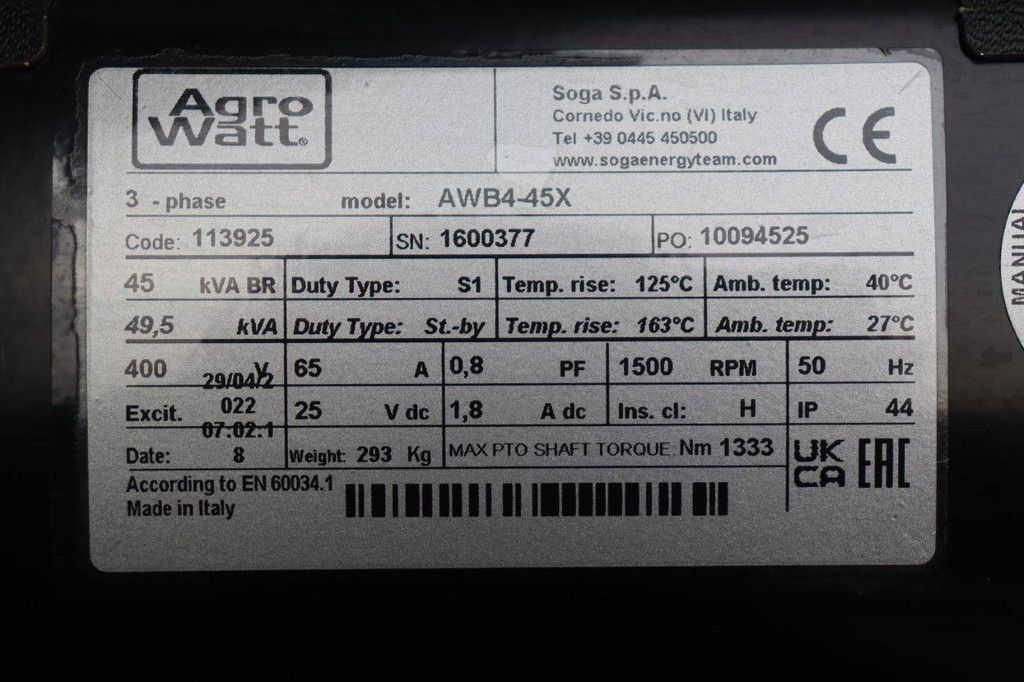 Agro
Watt®
Soga S.p.A.
Cornedo Vic.no (VI) Italy
Tel +39 0445 450500
www.sogaenergyteam.com
CE
3 - phase model: AWB4-45X
Code: 113925 SN: 1600377 PO: 10094525
45 kVA BR Duty Type: S1 Temp. rise: 125°C Amb. temp: 40°C
49,5 kVA Duty Type: St.-by Temp. rise: 163°C Amb. temp: 27°C
400 V 65 A 0,8 PF 1500 RPM 50 Hz
29/04/2
Excit. 022 25 V dc 1,8 A dc Ins. cl: H IP 44
07.02.1
Date: 8 Weight: 293 Kg MAX PTO SHAFT TORQUE: Nm 1333
UK
CA
EAC
According to EN 60034.1
Made in Italy
MANUAL